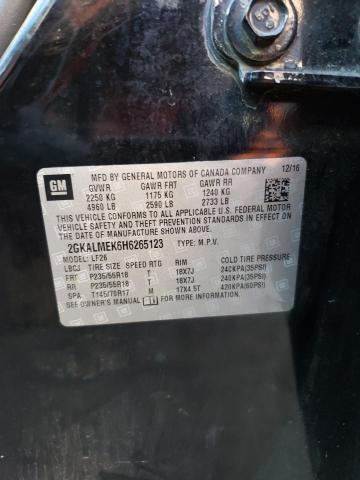 GM
MFD BY GENERAL MOTORS OF CANADA COMPANY 12/16
GVWR GAWR FRT GAWR RR
2250 KG 1175 KG 1240 KG
4960 LB 2590 LB 2733 LB
THIS VEHICLE CONFORMS TO ALL APPLICABLE U.S. FEDERAL MOTOR
VEHICLE SAFETY AND THEFT PREVENTION STANDARDS IN EFFECT ON
THE DATE OF MANUFACTURE SHOWN ABOVE.
2GKALMEK6H6265123 TYPE: M.P.V.
MODEL: LF26
LBCJ TIRE SIZE SPEED RTG RIM COLD TIRE PRESSURE
FRT P235/55R18 T 18X7J 240KPA(35PSI)
RR P235/55R18 T 18X7J 240KPA(35PSI)
SPA T145/70R17 M 17X4.5T 420KPA(60PSI)
SEE OWNER'S MANUAL FOR ADDITIONAL INFORMATION.